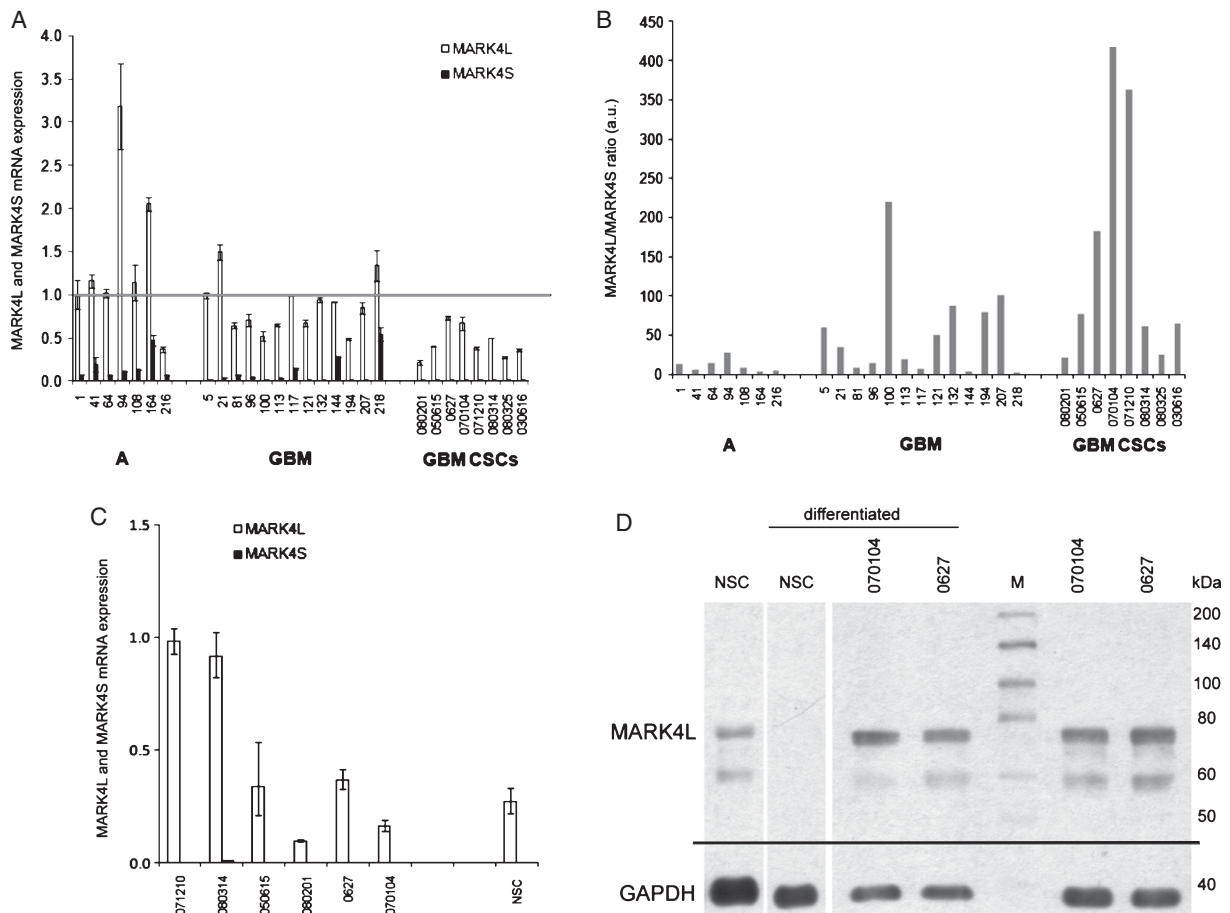 A
MARK4L and MARK4S mRNA expression
4.0
3.5
3.0
2.5
2.0
1.5
1.0
0.5
0.0
MARK4L
MARK4S
1 41 64 94 108 164 216 5 21 81 96 100 113 117 121 132 144 194 207 218 080201 050615 0627 070104 071210 080314 080325 030616
A GBM GBM CSCs
B
MARK4L/MARK4S ratio (a.u.)
450
400
350
300
250
200
150
100
50
0
1 41 64 94 108 164 216 5 21 81 96 100 113 117 121 132 144 194 207 218 080201 050615 0627 070104 071210 080314 080325 030616
A GBM GBM CSCs
C
MARK4L and MARK4S mRNA expression
1.5
1.0
0.5
0.0
MARK4L
MARK4S
071210 080314 050615 080201 0627 070104 NSC
D
differentiated
NSC NSC 070104 0627 M 070104 0627 kDa
200
140
100
80
MARK4L
60
50
GAPDH
40